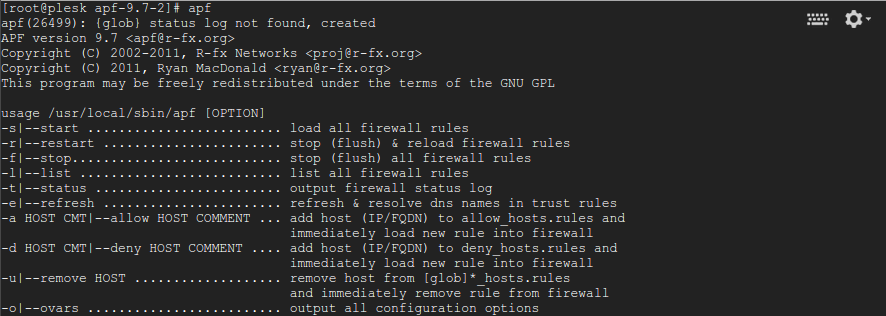 [root@plesk apf-9.7-2]# apf
apf(26499): {glob} status log not found, created
APF version 9.7 <apf@r-fx.org>
Copyright (C) 2002-2011, R-fx Networks <proj@r-fx.org>
Copyright (C) 2011, Ryan MacDonald <ryan@r-fx.org>
This program may be freely redistributed under the terms of the GNU GPL

usage /usr/local/sbin/apf [OPTION]
-s|--start ......................... load all firewall rules
-r|--restart ....................... stop (flush) & reload firewall rules
-f|--stop........................... stop (flush) all firewall rules
-l|--list .......................... list all firewall rules
-t|--status ........................ output firewall status log
-e|--refresh ....................... refresh & resolve dns names in trust rules
-a HOST CMT|--allow HOST COMMENT ... add host (IP/FQDN) to allow_hosts.rules and
                                     immediately load new rule into firewall
-d HOST CMT|--deny HOST COMMENT .... add host (IP/FQDN) to deny_hosts.rules and
                                     immediately load new rule into firewall
-u|--remove HOST ................... remove host from [glob]*_hosts.rules
                                     and immediately remove rule from firewall
-o|--ovars ......................... output all configuration options